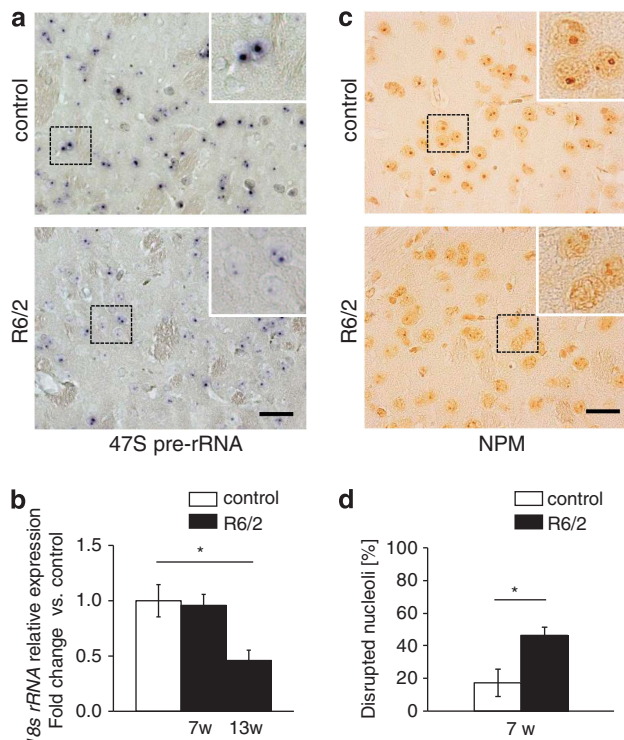 a
control
R6/2
47S pre-rRNA
c
control
R6/2
NPM
b
control
R6/2
18s rRNA relative expression
Fold change vs. control
1.5
1.0
0.5
0.0
*
7w 13w
d
control
R6/2
Disrupted nucleoli [%]
100
80
60
40
20
0
*
7 w